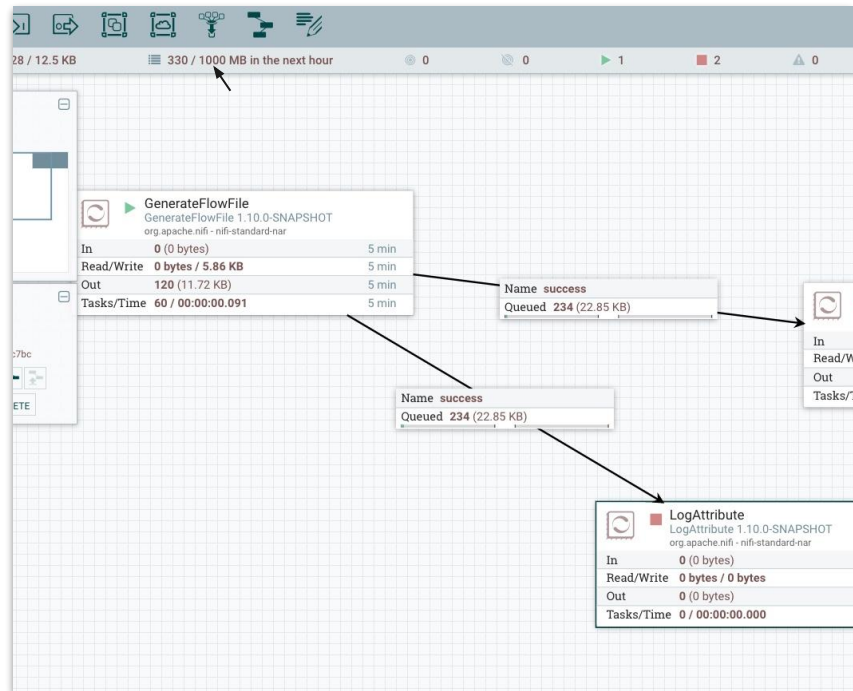 28 / 12.5 KB
330 / 1000 MB in the next hour
0
0
1
2
0
GenerateFlowFile
GenerateFlowFile 1.10.0-SNAPSHOT
org.apache.nifi - nifi-standard-nar
In 0 (0 bytes) 5 min
Read/Write 0 bytes / 5.86 KB 5 min
Out 120 (11.72 KB) 5 min
Tasks/Time 60 / 00:00:00.091 5 min
Name success
Queued 234 (22.85 KB)
In
Read/W
Out
Tasks/T
c7bc
ETE
Name success
Queued 234 (22.85 KB)
LogAttribute
LogAttribute 1.10.0-SNAPSHOT
org.apache.nifi - nifi-standard-nar
In 0 (0 bytes)
Read/Write 0 bytes / 0 bytes
Out 0 (0 bytes)
Tasks/Time 0 / 00:00:00.000